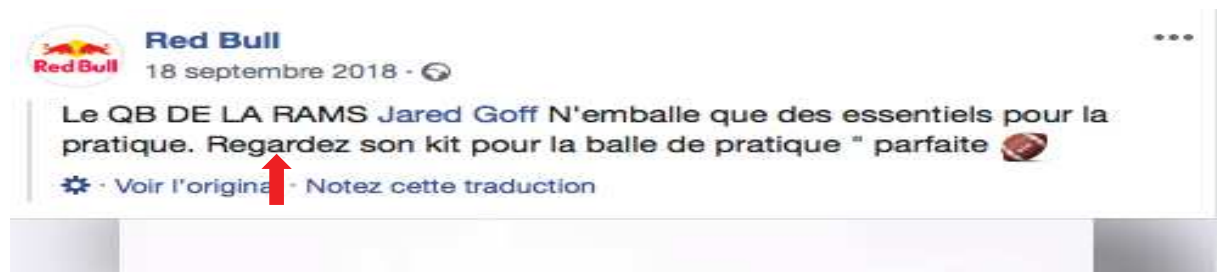 Red Bull
Red Bull
18 septembre 2018 ·
Le QB DE LA RAMS Jared Goff N'emballe que des essentiels pour la
pratique. Regardez son kit pour la balle de pratique " parfaite 🏈
· Voir l'original · Notez cette traduction